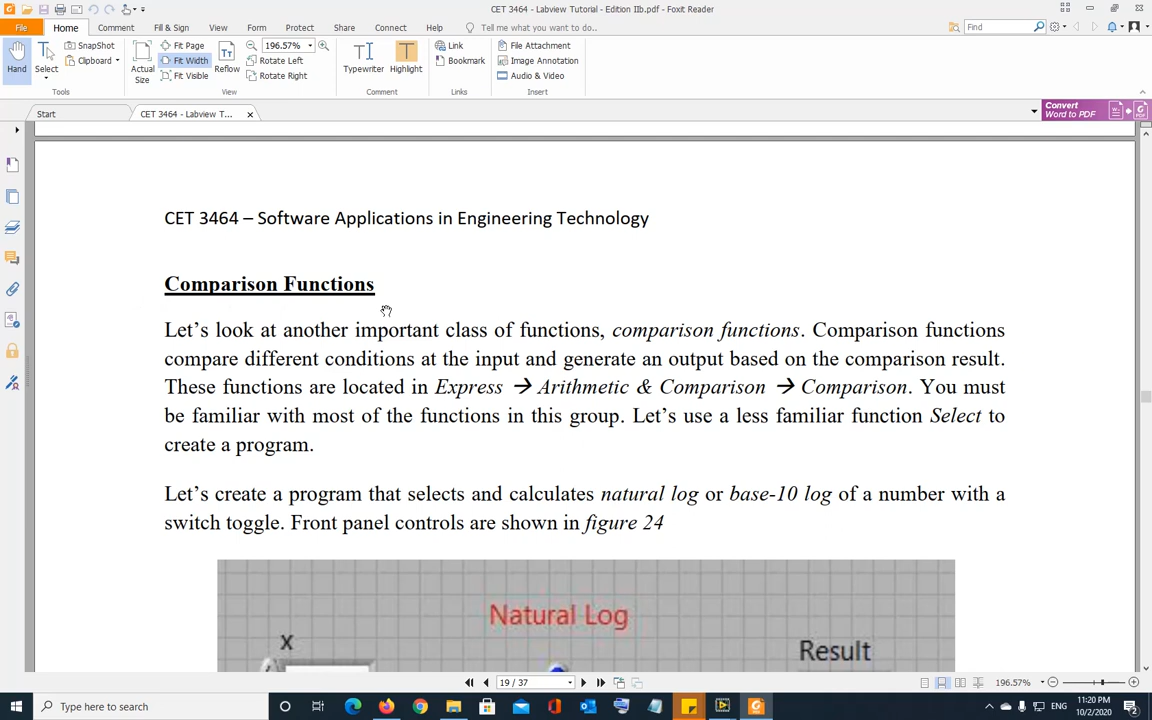 CET 3464 - Labview Tutorial - Edition IIb.pdf - Foxit Reader
File Home Comment Fill & Sign View Form Protect Share Connect Help Tell me what you want to do... Find
Hand
Select
SnapShot
Clipboard
Tools
Actual Size
Fit Page
Fit Width
Fit Visible
Reflow
196.57%
Rotate Left
Rotate Right
View
Typewriter
Highlight
Comment
Link
Bookmark
Links
File Attachment
Image Annotation
Audio & Video
Insert
Start
CET 3464 - Labview T...
Convert
Word to PDF
CET 3464 – Software Applications in Engineering Technology
Comparison Functions
Let’s look at another important class of functions, comparison functions. Comparison functions
compare different conditions at the input and generate an output based on the comparison result.
These functions are located in Express → Arithmetic & Comparison → Comparison. You must
be familiar with most of the functions in this group. Let’s use a less familiar function Select to
create a program.
Let’s create a program that selects and calculates natural log or base-10 log of a number with a
switch toggle. Front panel controls are shown in figure 24
Natural Log
X
Result
19 / 37
196.57%
Type here to search
ENG
11:20 PM
10/2/2020
2